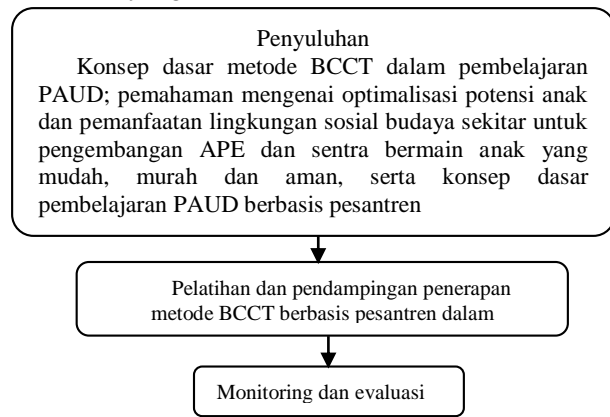 Penyuluhan
Konsep dasar metode BCCT dalam pembelajaran
PAUD; pemahaman mengenai optimalisasi potensi anak
dan pemanfaatan lingkungan sosial budaya sekitar untuk
pengembangan APE dan sentra bermain anak yang
mudah, murah dan aman, serta konsep dasar
pembelajaran PAUD berbasis pesantren
Pelatihan dan pendampingan penerapan
metode BCCT berbasis pesantren dalam
Monitoring dan evaluasi